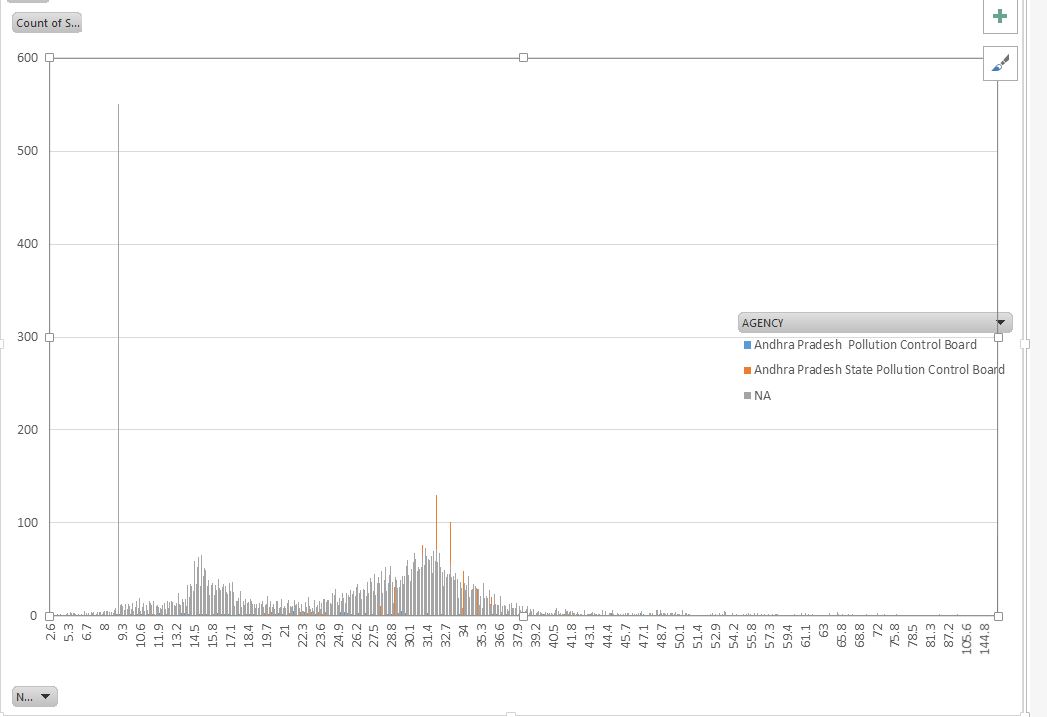 Count of S...
600
500
400
300
200
100
0
AGENCY
Andhra Pradesh  Pollution Control Board
Andhra Pradesh State Pollution Control Board
NA
2.6 5.3 6.7 8 9.3 10.6 11.9 13.2 14.5 15.8 17.1 18.4 19.7 21 22.3 23.6 24.9 26.2 27.5 28.8 30.1 31.4 32.7 34 35.3 36.6 37.9 39.2 40.5 41.8 43.1 44.4 45.7 47.1 48.7 50.1 51.4 52.9 54.2 55.8 57.3 59.4 61.1 63 65.8 68.8 72 75.8 78.5 81.3 87.2 105.6 144.8
N...